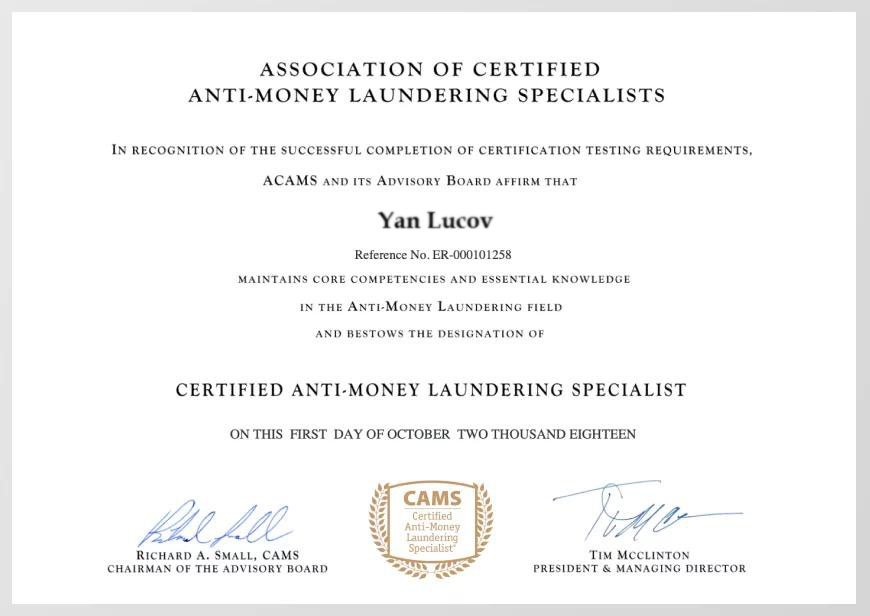 ASSOCIATION OF CERTIFIED
ANTI-MONEY LAUNDERING SPECIALISTS
IN RECOGNITION OF THE SUCCESSFUL COMPLETION OF CERTIFICATION TESTING REQUIREMENTS,
ACAMS AND ITS ADVISORY BOARD AFFIRM THAT
Yan Lucov
Reference No. ER-000101258
MAINTAINS CORE COMPETENCIES AND ESSENTIAL KNOWLEDGE
IN THE ANTI-MONEY LAUNDERING FIELD
AND BESTOWS THE DESIGNATION OF
CERTIFIED ANTI-MONEY LAUNDERING SPECIALIST
ON THIS FIRST DAY OF OCTOBER TWO THOUSAND EIGHTEEN
CAMS
Certified
Anti-Money
Laundering
Specialist®
RICHARD A. SMALL, CAMS
CHAIRMAN OF THE ADVISORY BOARD
TIM MCCLINTON
PRESIDENT & MANAGING DIRECTOR